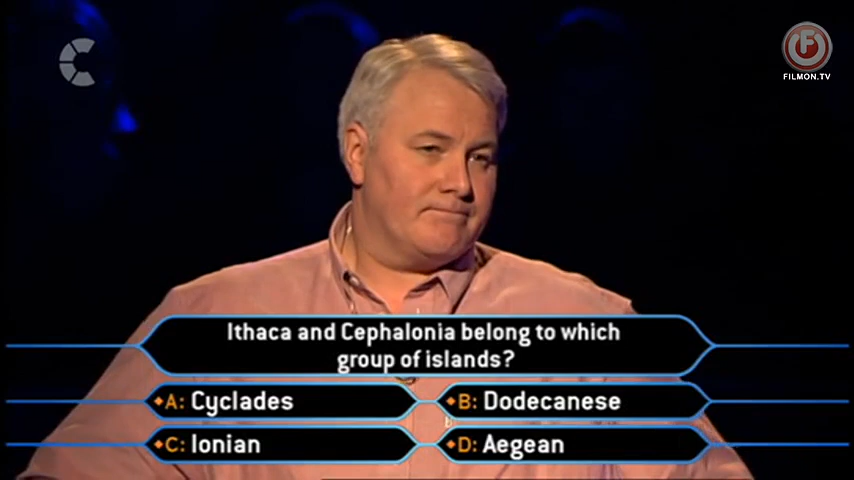 FILMON.TV
Ithaca and Cephalonia belong to which
group of islands?
A: Cyclades
B: Dodecanese
C: Ionian
D: Aegean